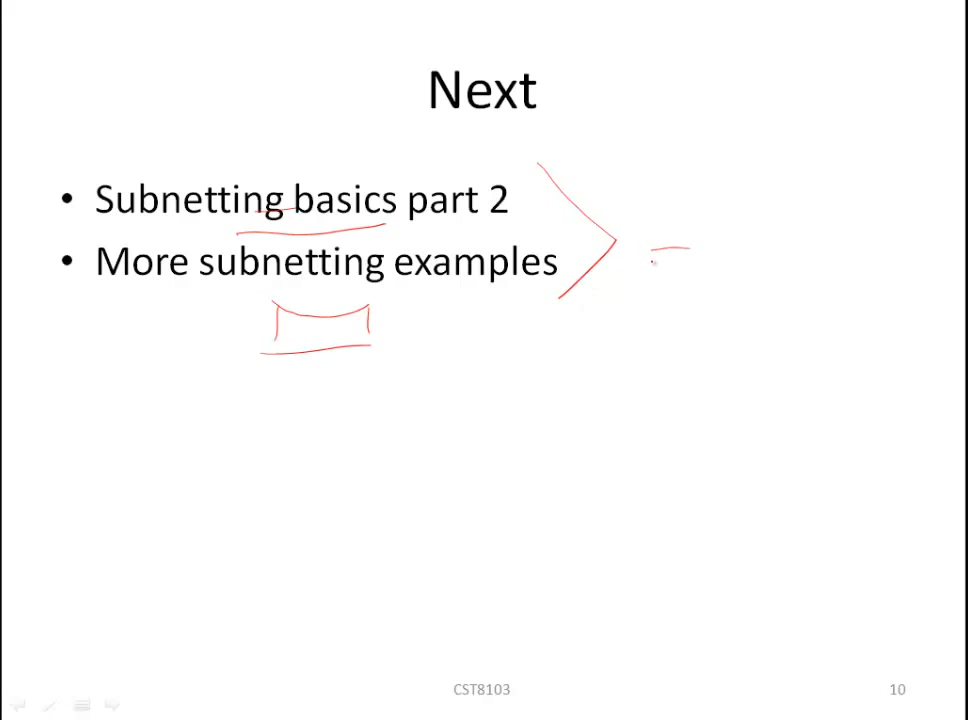 Next
• Subnetting basics part 2
• More subnetting examples
CST8103
10